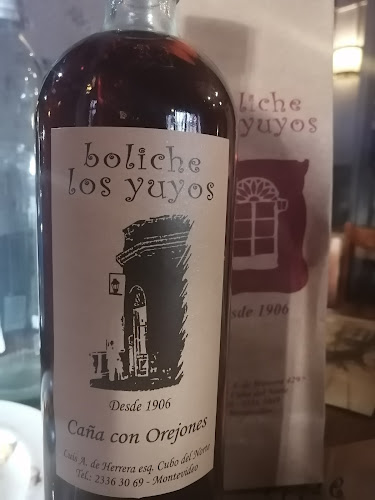 boliche
los yuyos
Desde 1906
Caña con Orejones
Luis A. de Herrera esq. Cubo del Norte
Tel.: 2336 30 69 - Montevideo
boliche
los yuyos
sde 1906